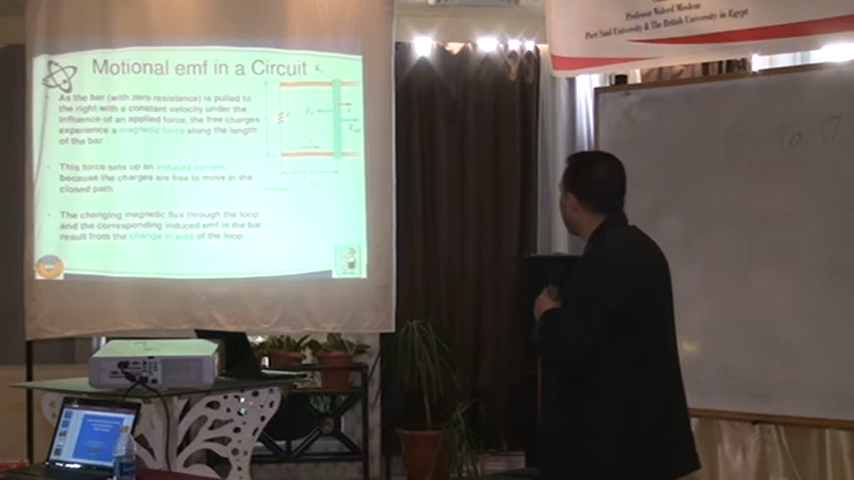 Professor Waleed Moslem
Port Said University & The British University in Egypt
Motional emf in a Circuit
As the bar (with zero resistance) is pulled to
the right with a constant velocity under the
influence of an applied force, the free charges
experience a magnetic force along the length
of the bar
This force sets up an induced current
because the charges are free to move in the
closed path
The changing magnetic flux through the loop
and the corresponding induced emf in the bar
result from the change in area of the loop